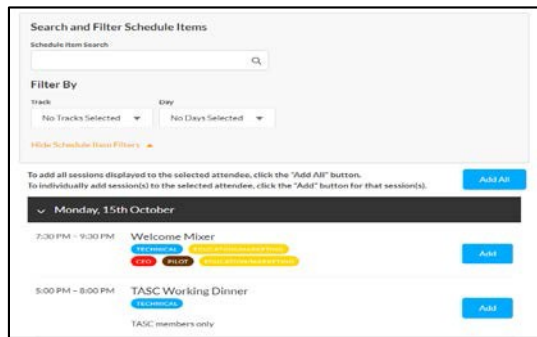 Search and Filter Schedule Items
Schedule Item Search
Filter By
Track Day
No Tracks Selected No Days Selected
Hide Schedule Item Filters
To add all sessions displayed to the selected attendee, click the "Add All" button.
To individually add session(s) to the selected attendee, click the "Add" button for that session(s).
Add All
Monday, 15th October
7:30 PM - 9:30 PM Welcome Mixer
TECHNICAL
CEO PILOT
Add
5:00 PM - 8:00 PM TASC Working Dinner
TECHNICAL
Add
TASC members only